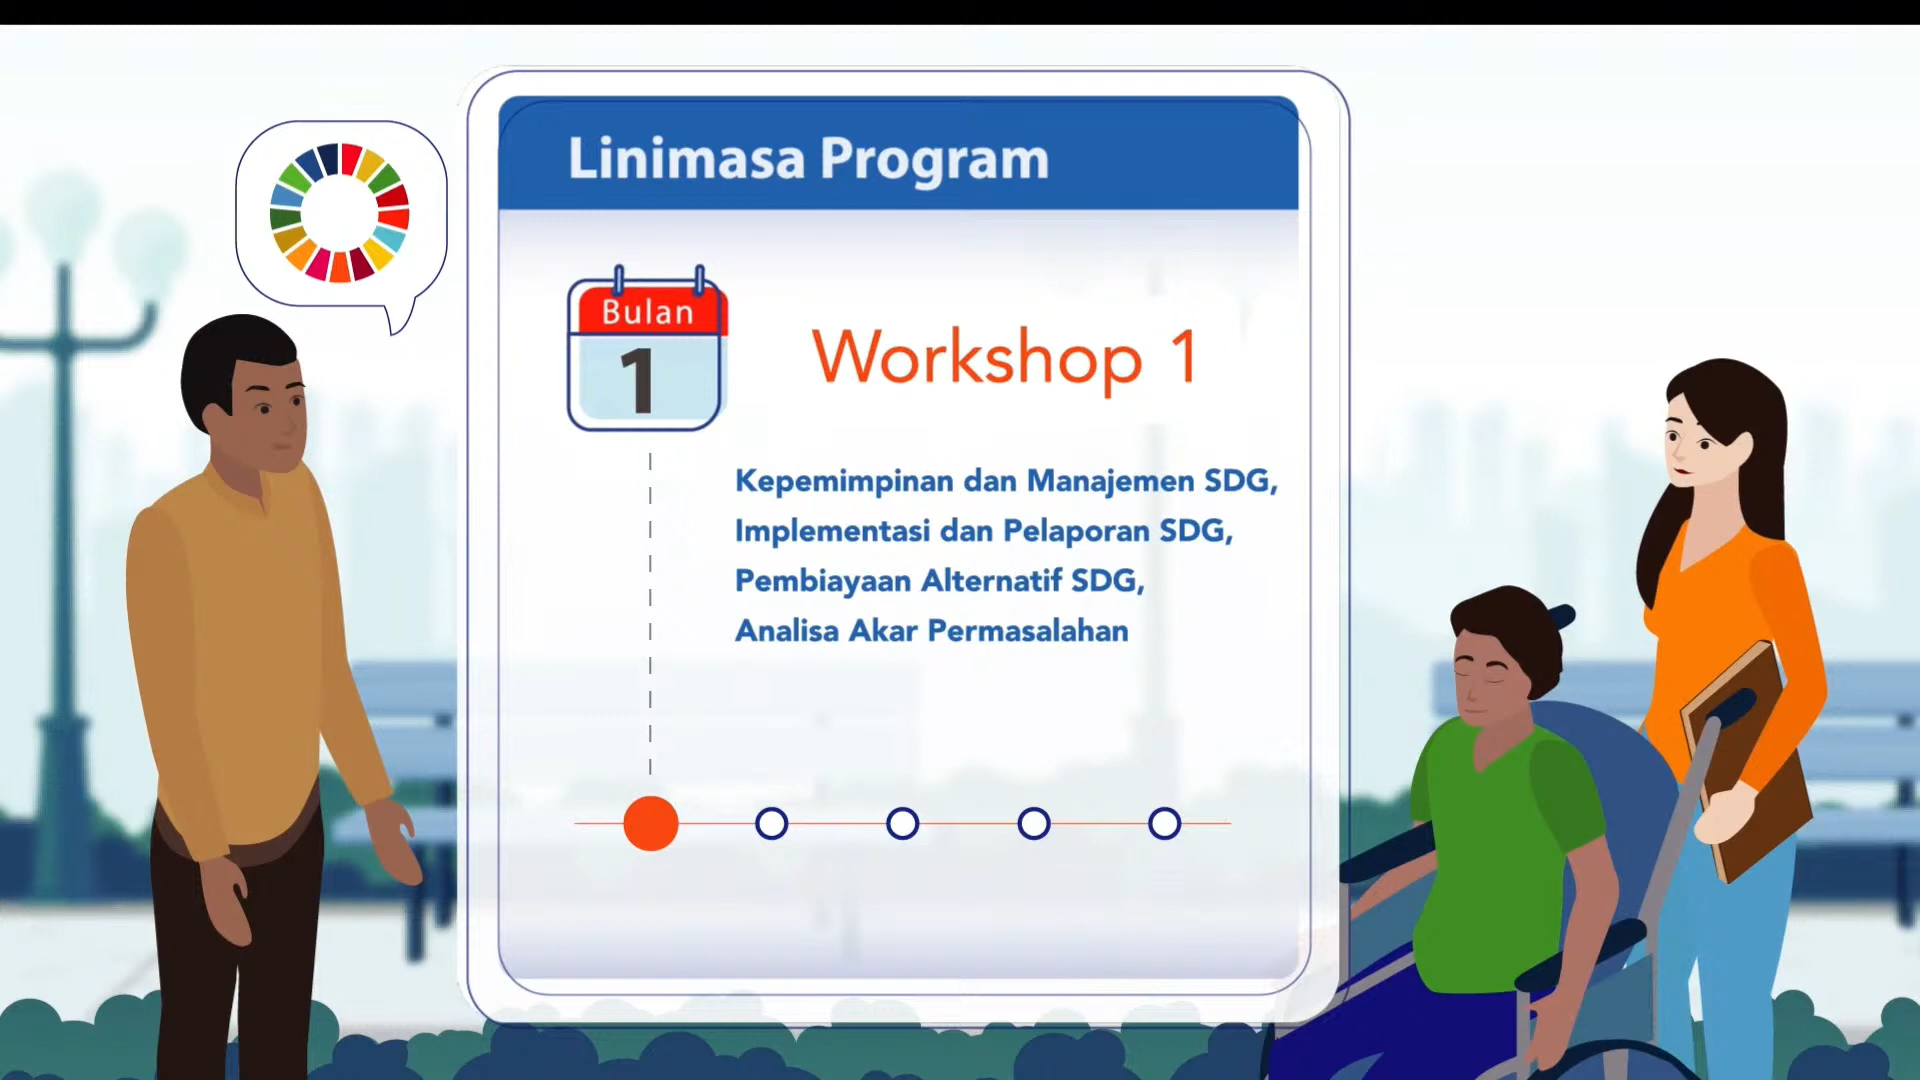 Linimasa Program
Bulan
1
Workshop 1
Kepemimpinan dan Manajemen SDG,
Implementasi dan Pelaporan SDG,
Pembiayaan Alternatif SDG,
Analisa Akar Permasalahan